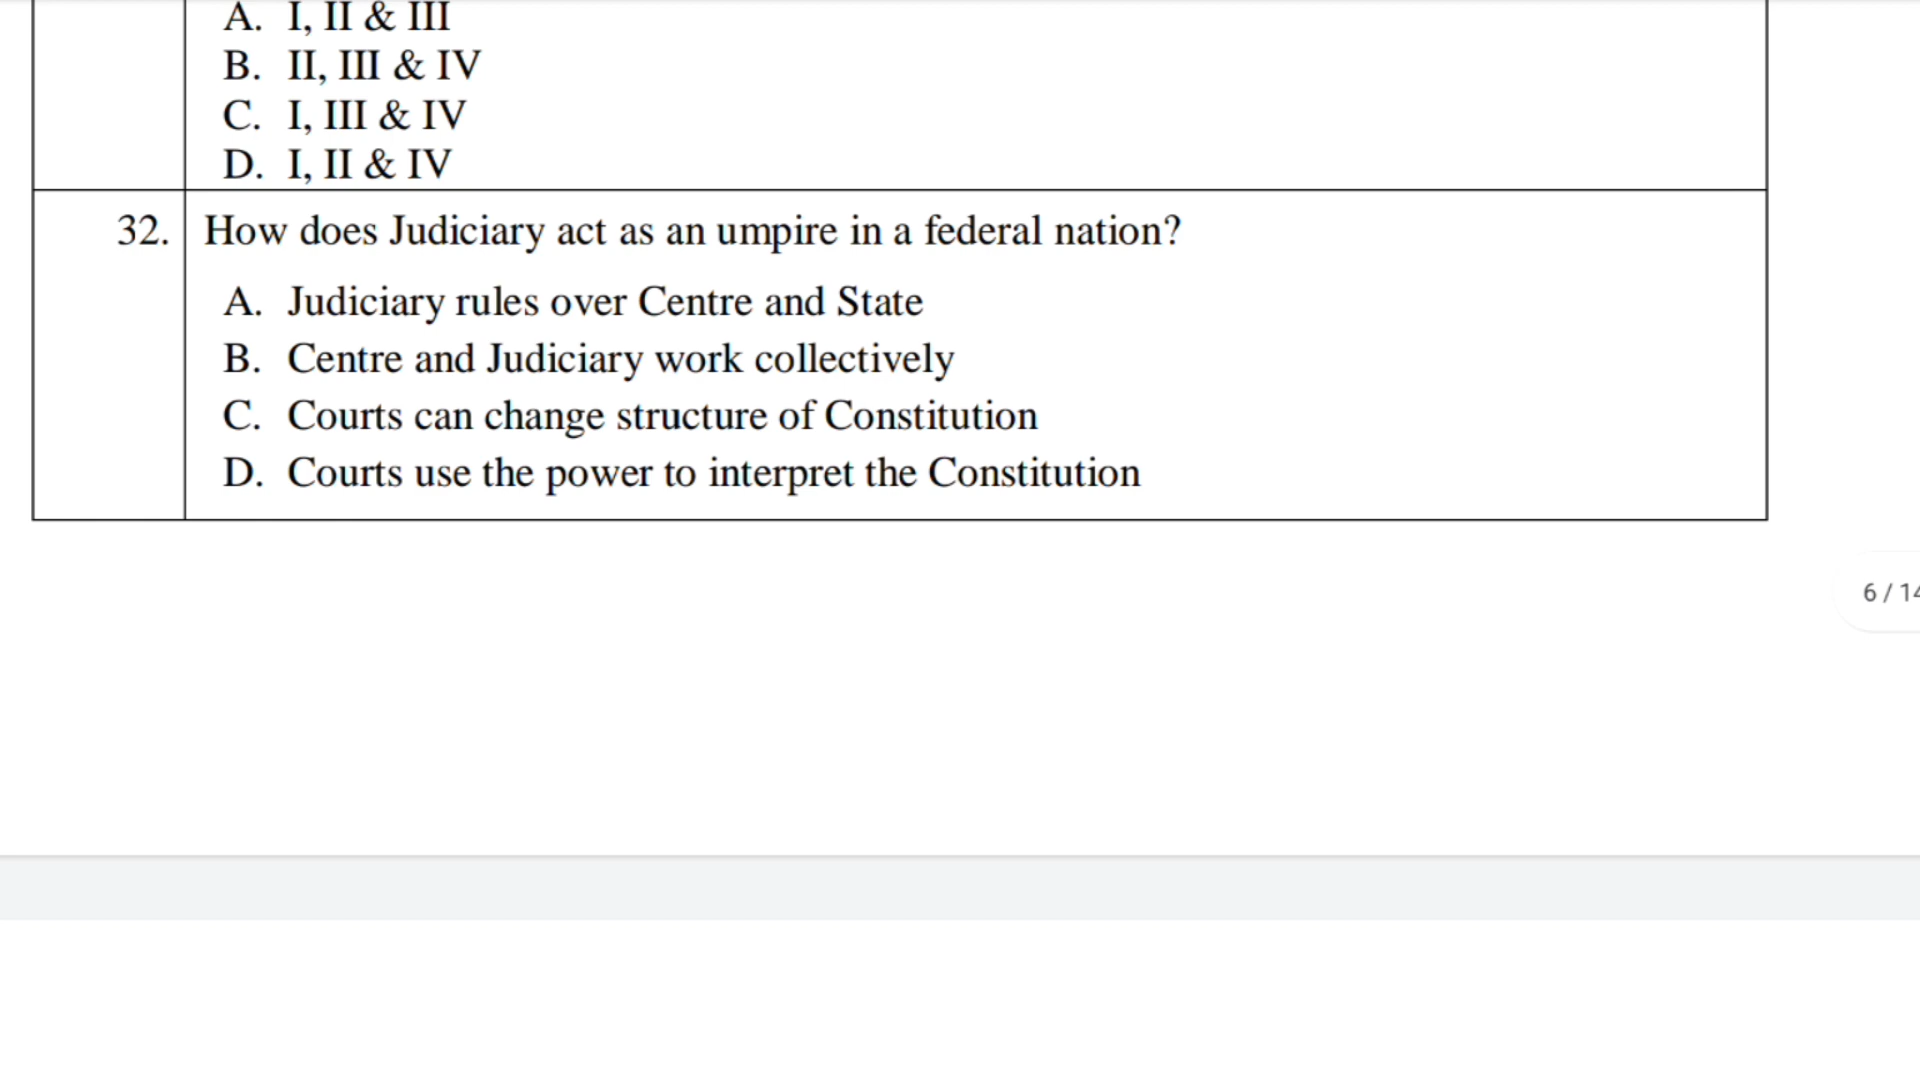 A. I, II & III
B. II, III & IV
C. I, III & IV
D. I, II & IV
32. How does Judiciary act as an umpire in a federal nation?
A. Judiciary rules over Centre and State
B. Centre and Judiciary work collectively
C. Courts can change structure of Constitution
D. Courts use the power to interpret the Constitution
6 / 14